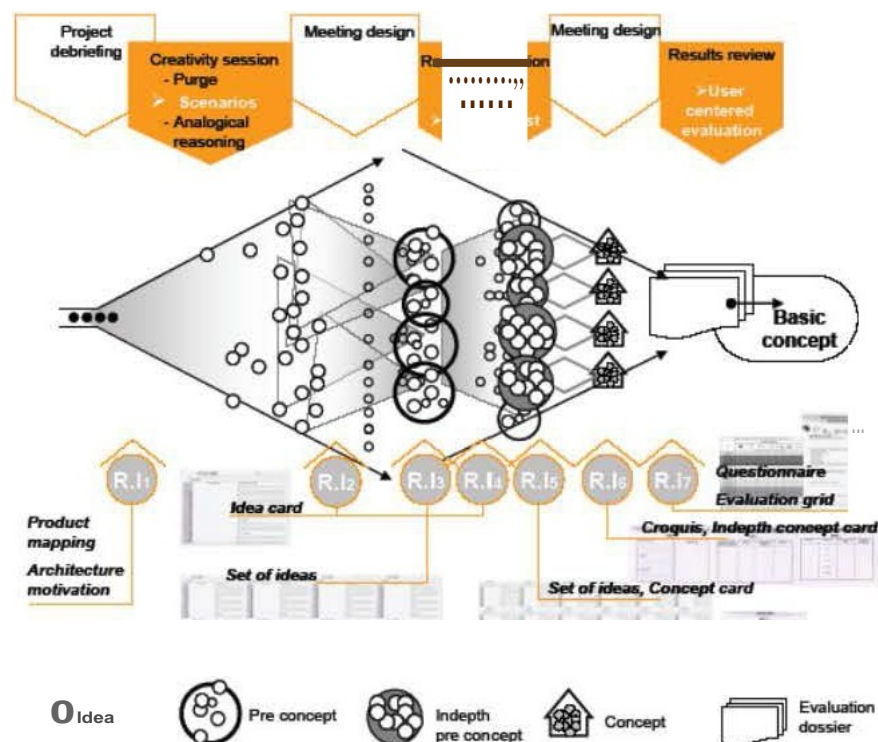 Project
debriefing
Creativity session
- Purge
➤ Scenarios
- Analogical
reasoning
Meeting design
Meeting design
Results review
➤User
centered
evaluation
Basic
concept
R.I1
R.I2
R.I3
R.I4
R.I5
R.I6
R.I7
Questionnaire
Evaluation grid
Idea card
Croquis, Indepth concept card
Product
mapping
Architecture
motivation
Set of ideas
Set of ideas, Concept card
O Idea
Pre concept
Indepth
pre concept
Concept
Evaluation
dossier